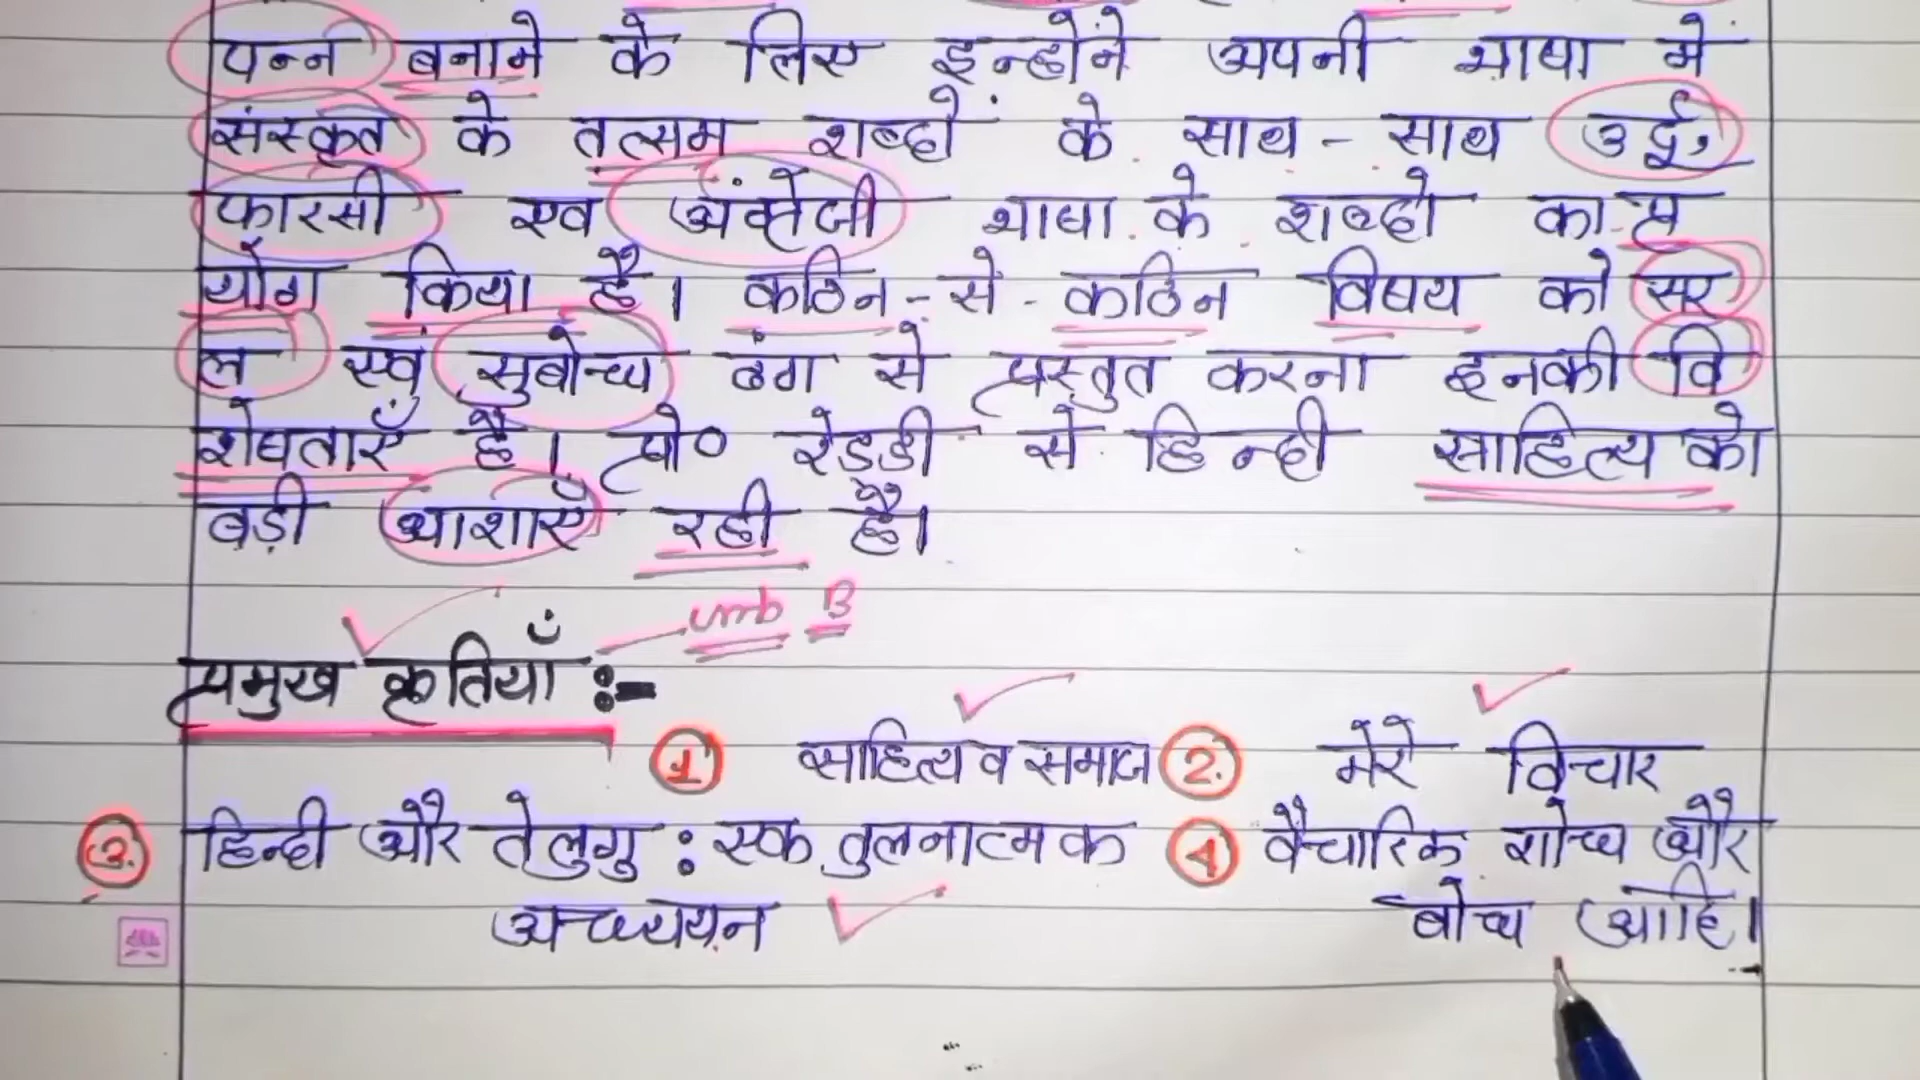 पन्न बनाने के लिए इन्होंने अपनी भाषा में
संस्कृत के तत्सम शब्दों के साथ - साथ उर्दू,
फारसी एवं अंग्रेजी भाषा के शब्दों का प्र
योग किया है। कठिन - से - कठिन विषय को सर
ल एवं सुबोध ढंग से प्रस्तुत करना इनकी वि
शेषताएँ हैं। प्रो० रेड्डी से हिन्दी साहित्य को
बड़ी आशाएँ रही हैं।
प्रमुख कृतियाँ :-
① साहित्य व समाज ②. मेरे विचार
③. हिन्दी और तेलुगु : एक तुलनात्मक ④ वैचारिक शोध और
अध्ययन बोध आदि।